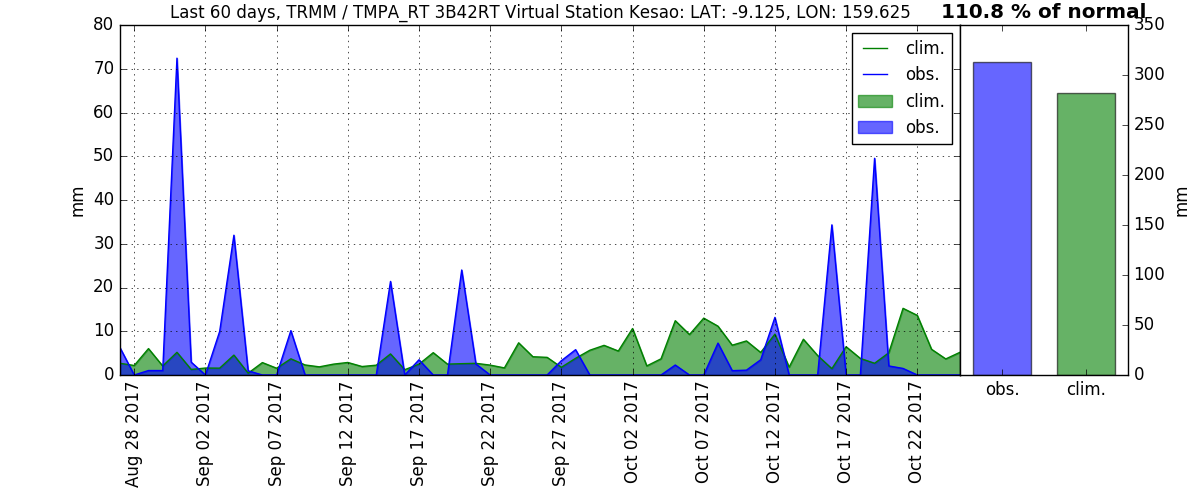 Last 60 days, TRMM / TMPA_RT 3B42RT Virtual Station Kesao: LAT: -9.125, LON: 159.625
110.8 % of normal
80
70
60
50
40
30
20
10
0
mm
clim.
obs.
clim.
obs.
Aug 28 2017
Sep 02 2017
Sep 07 2017
Sep 12 2017
Sep 17 2017
Sep 22 2017
Sep 27 2017
Oct 02 2017
Oct 07 2017
Oct 12 2017
Oct 17 2017
Oct 22 2017
350
300
250
200
150
100
50
0
mm
obs.
clim.